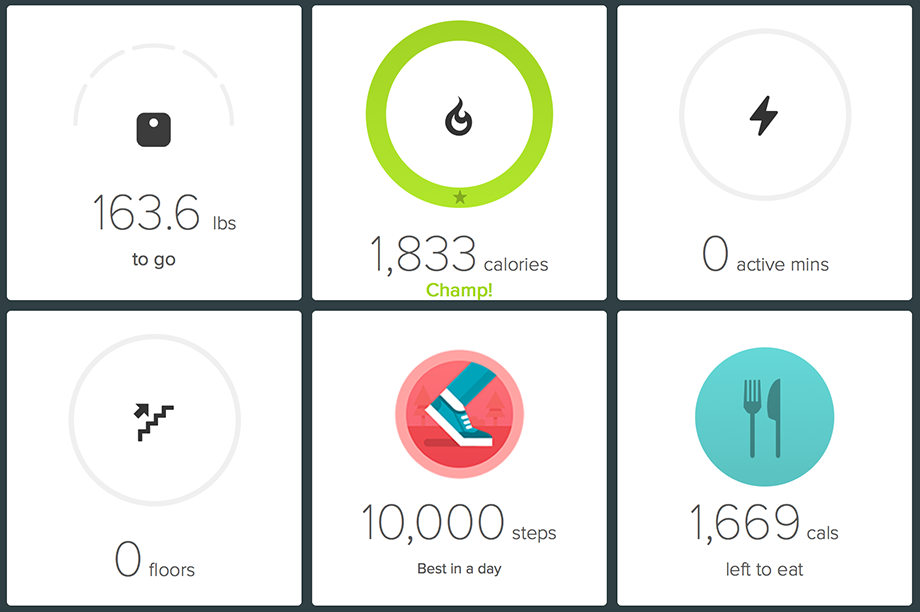 163.6 lbs
to go
1,833 calories
Champ!
0 active mins
0 floors
10,000 steps
Best in a day
1,669 cals
left to eat